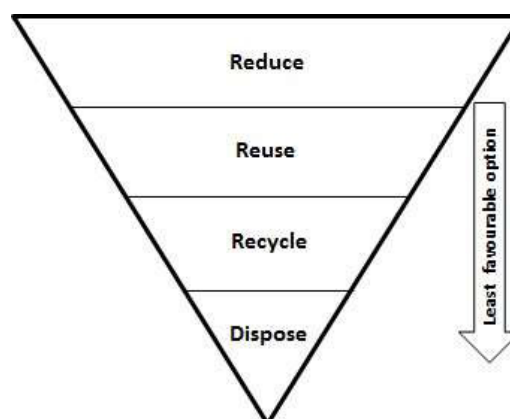 Reduce
Reuse
Recycle
Dispose
Least favourable option